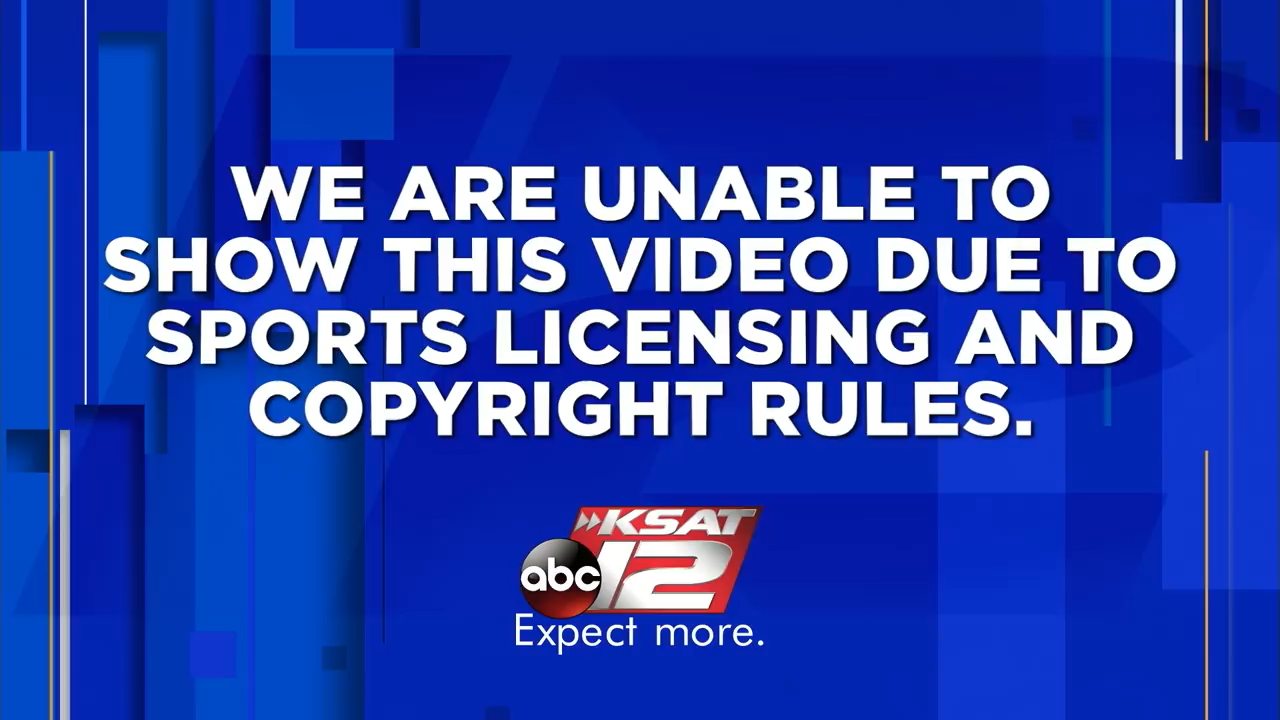 WE ARE UNABLE TO
SHOW THIS VIDEO DUE TO
SPORTS LICENSING AND
COPYRIGHT RULES.
KSAT
abc 12
Expect more.